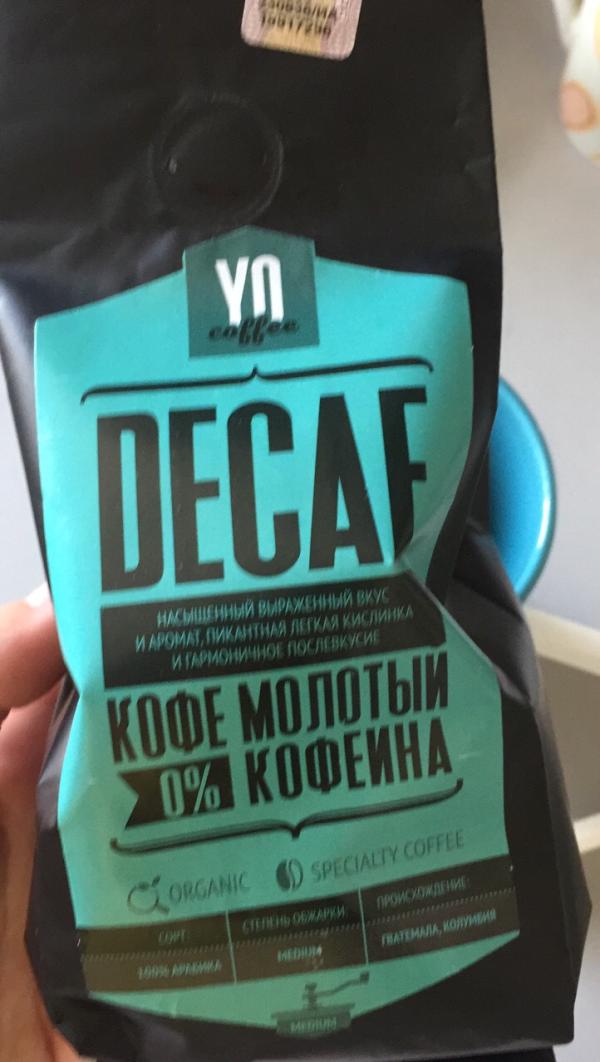 YO
coffee
DECAF
НАСЫЩЕННЫЙ ВЫРАЖЕННЫЙ ВКУС
И АРОМАТ, ПИКАНТНАЯ ЛЕГКАЯ КИСЛИНКА
И ГАРМОНИЧНОЕ ПОСЛЕВКУСИЕ
КОФЕ МОЛОТЫЙ
0% КОФЕИНА
ORGANIC SPECIALTY COFFEE
СОРТ: СТЕПЕНЬ ОБЖАРКИ: ПРОИСХОЖДЕНИЕ:
100% АРАБИКА MEDIUM ГВАТЕМАЛА, КОЛУМБИЯ
MEDIUM